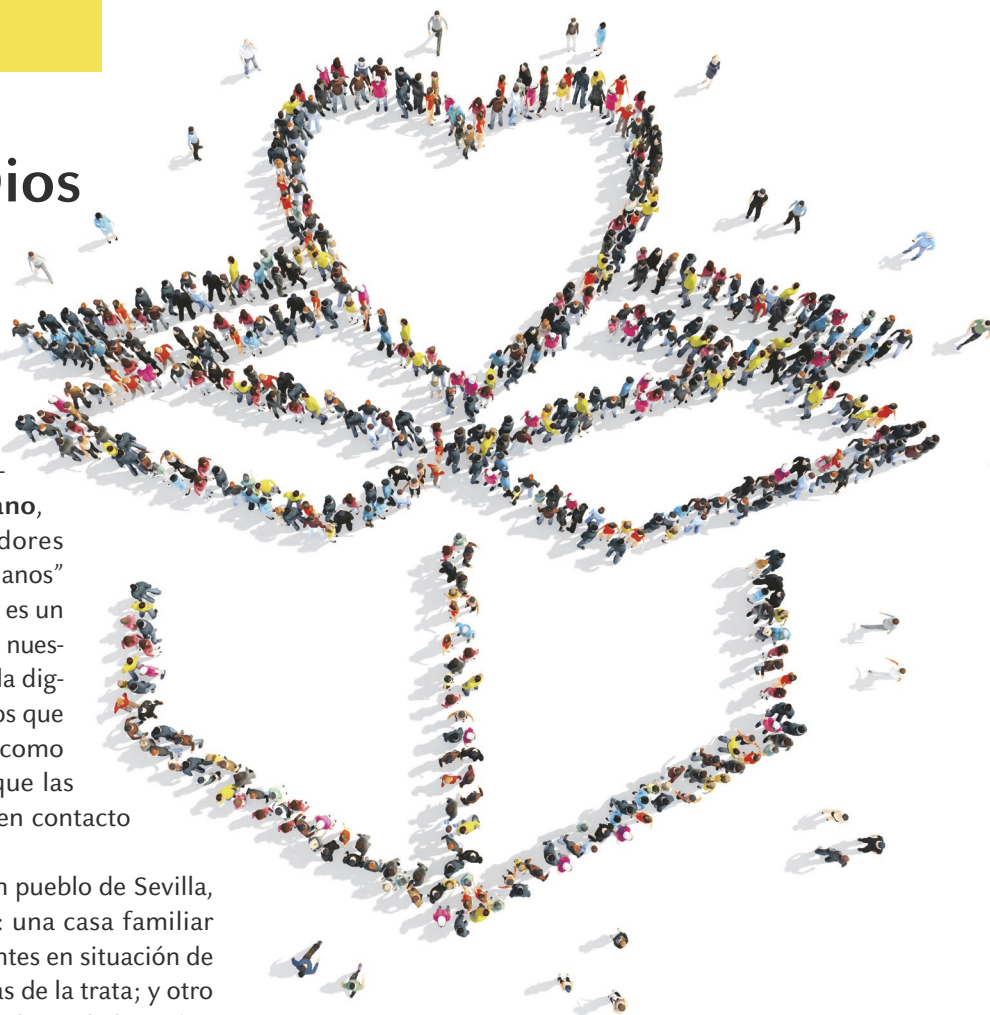 ios
-
ano,
dores
anos”
es un
nues-
la dig-
os que
como
que las
en contacto
n pueblo de Sevilla,
: una casa familiar
ntes en situación de
as de la trata; y otro